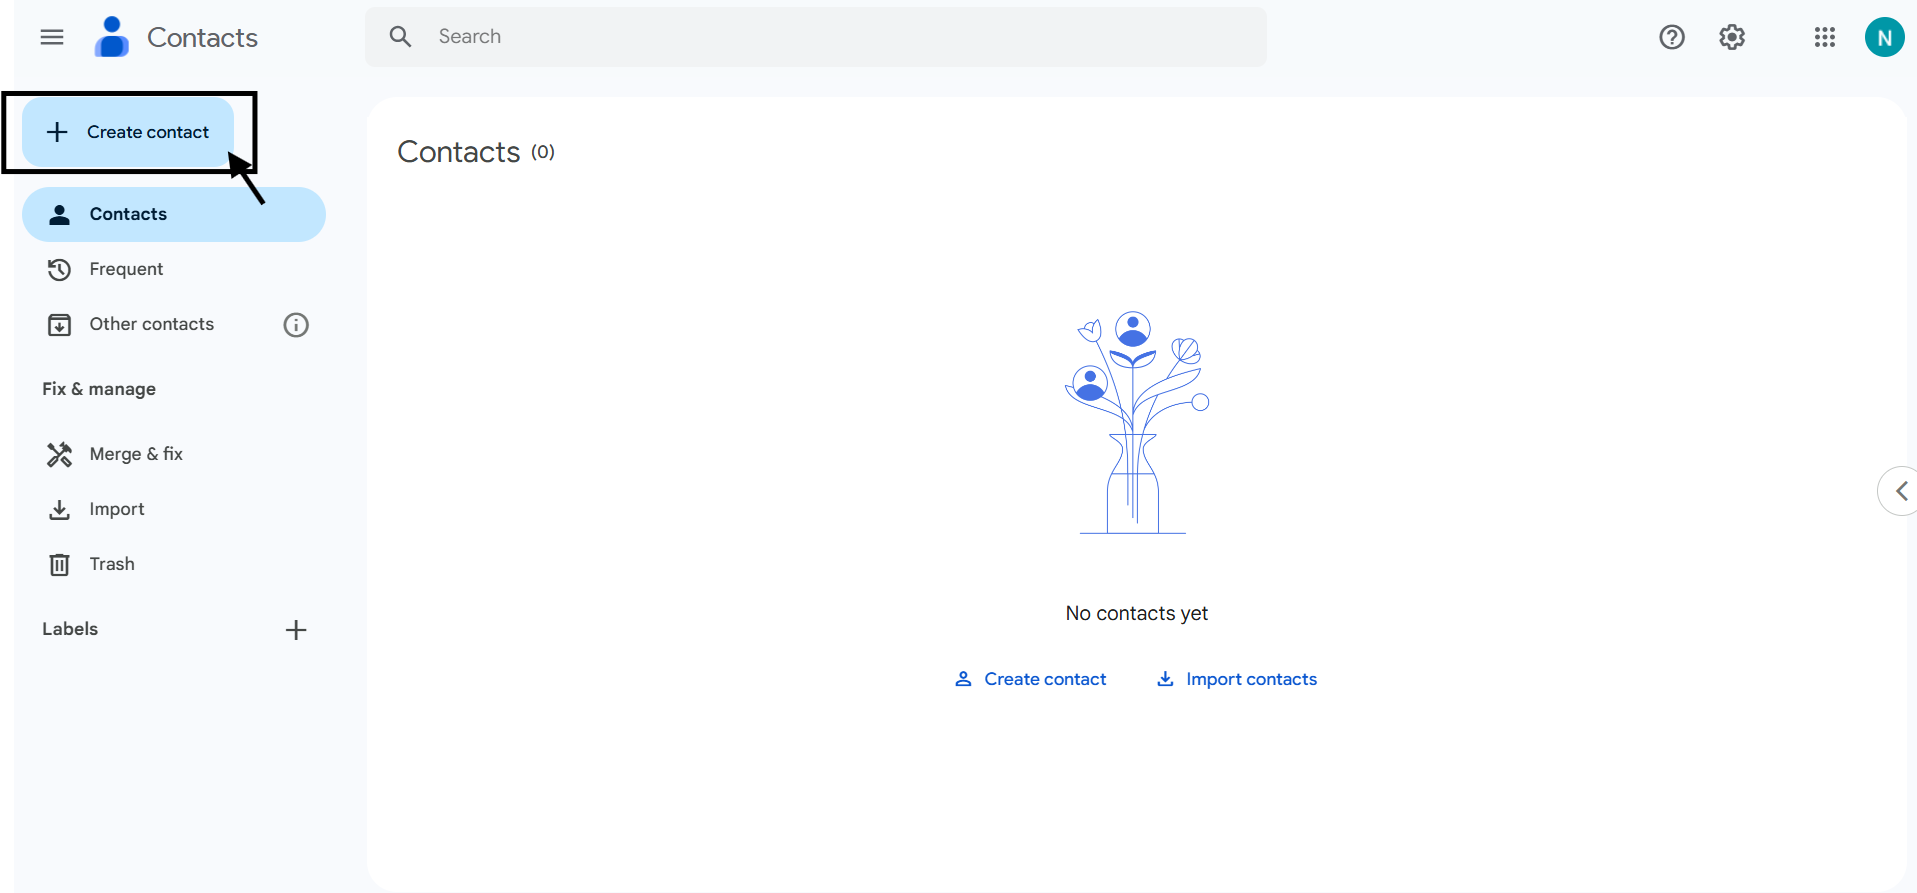 Contacts
Search
N
Create contact
Contacts
Frequent
Other contacts
Fix & manage
Merge & fix
Import
Trash
Labels
Contacts (0)
No contacts yet
Create contact Import contacts